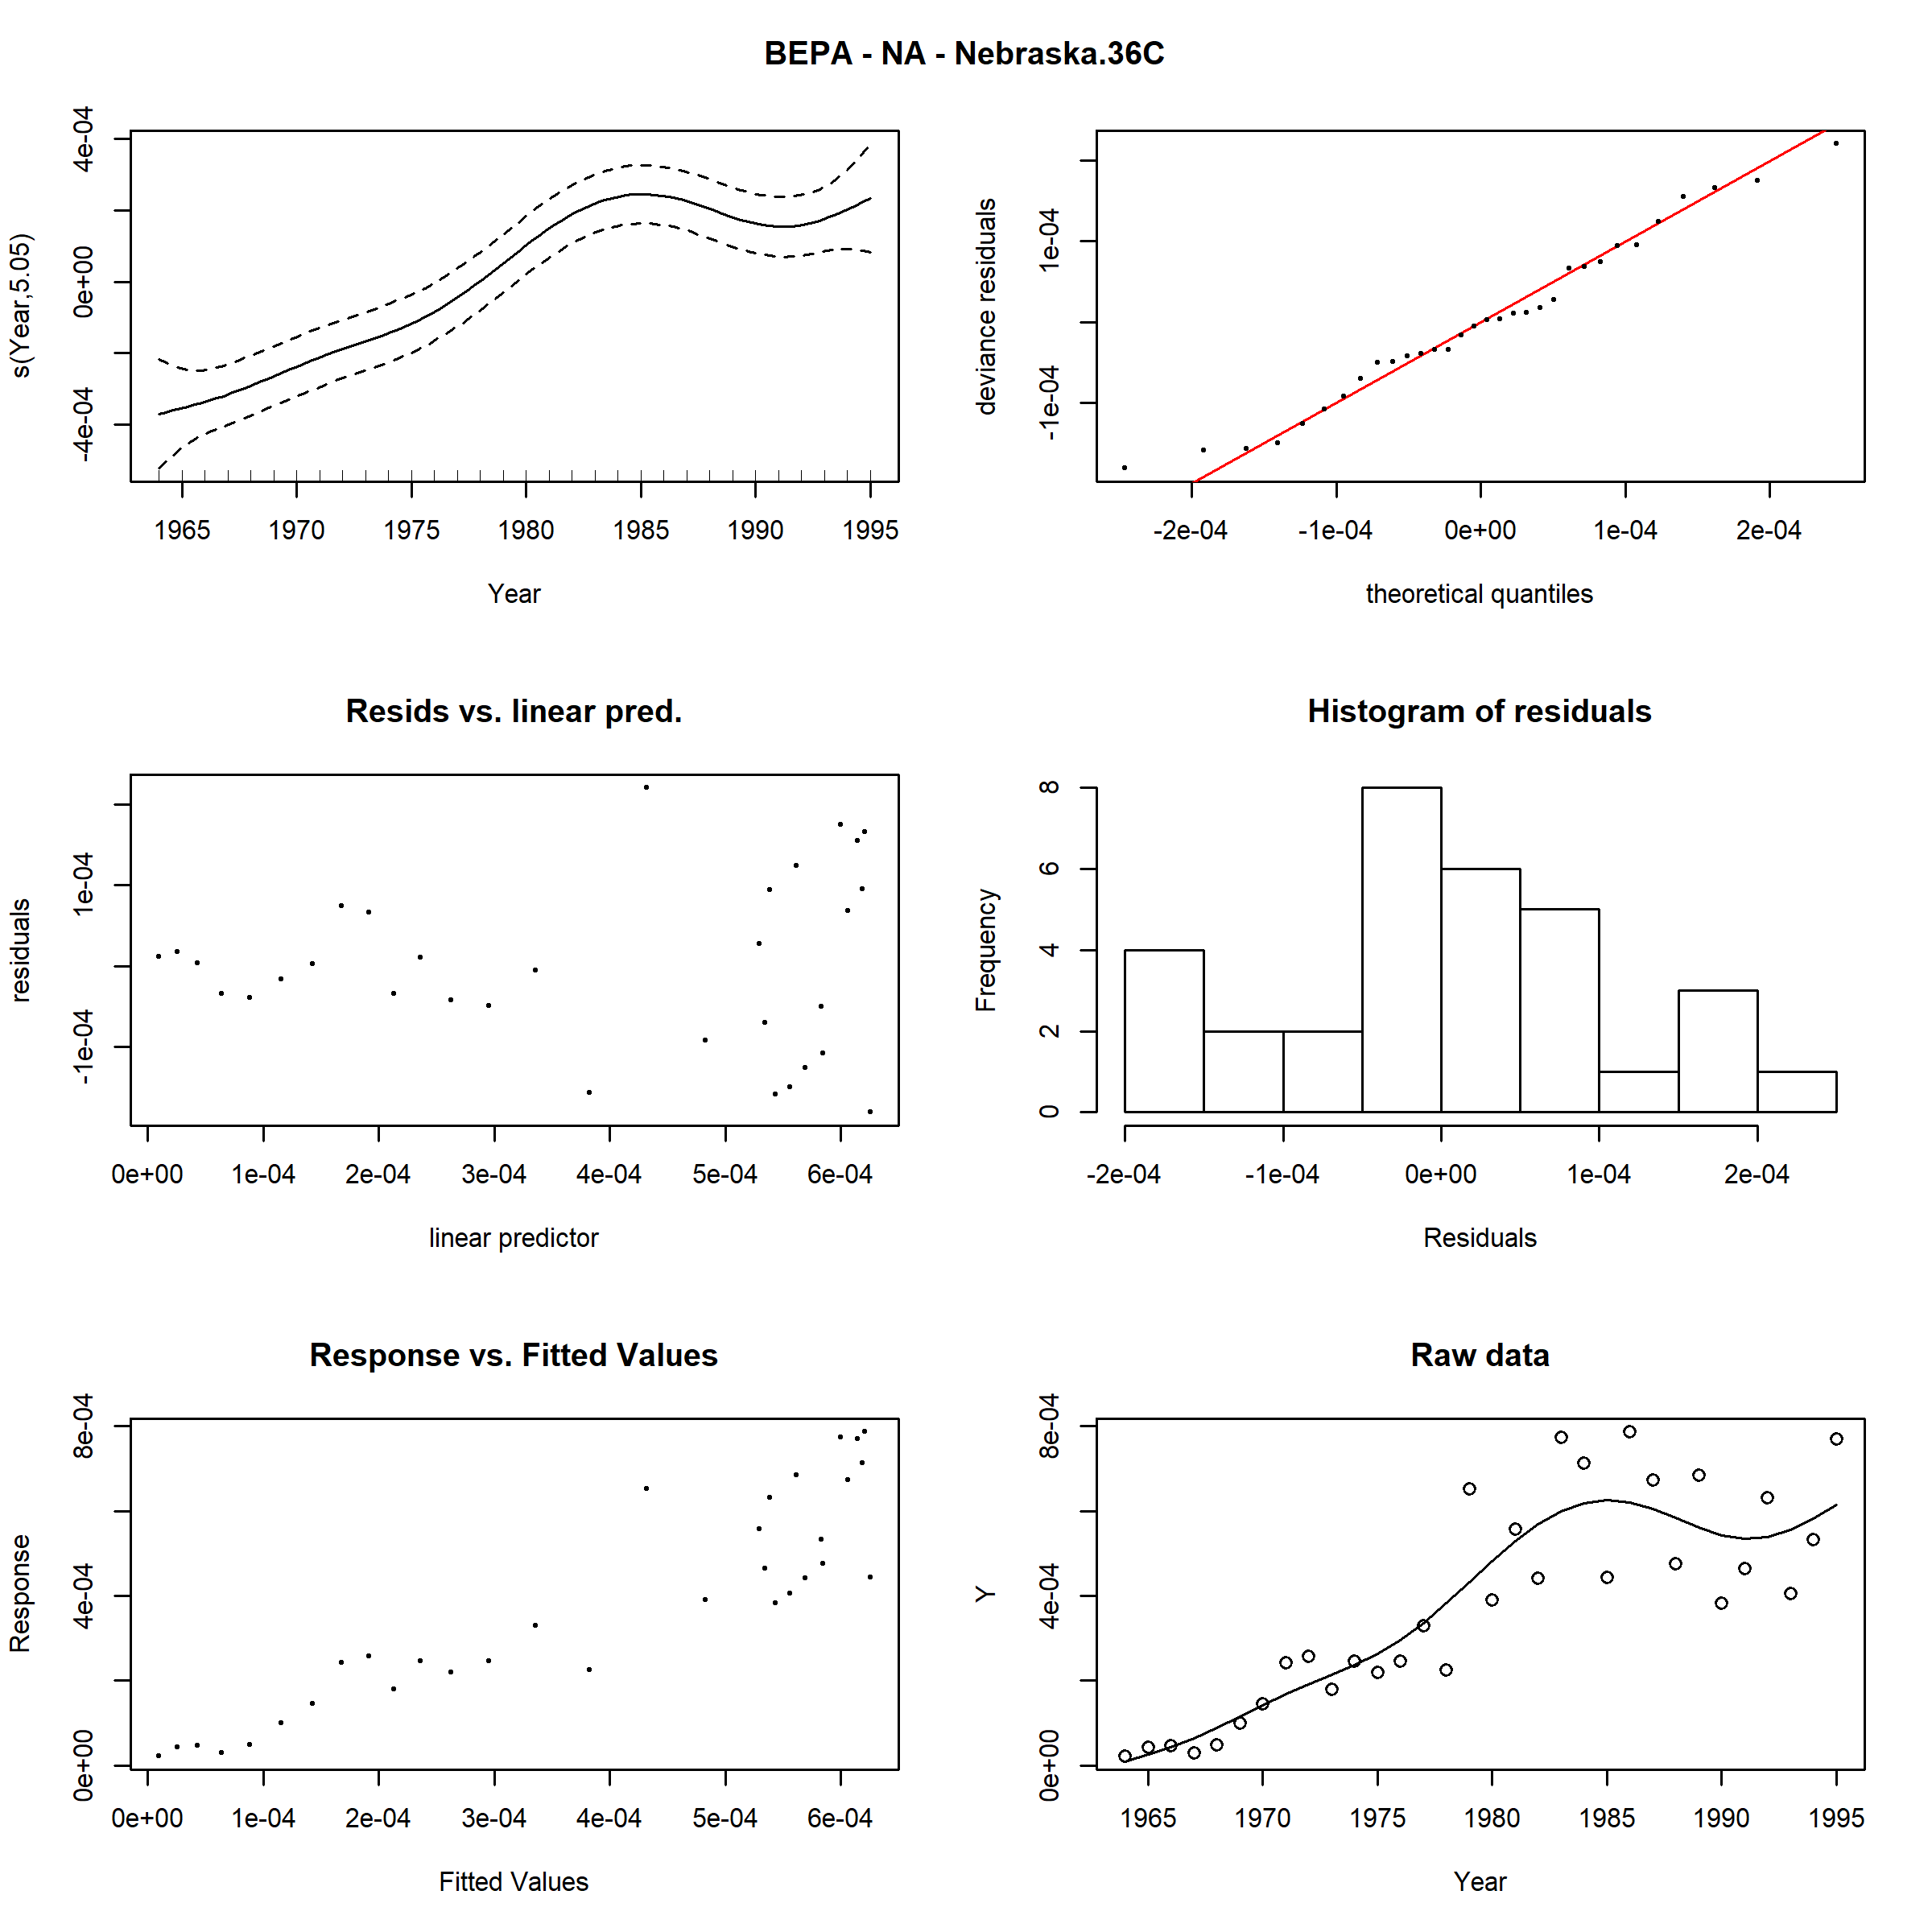 BEPA - NA - Nebraska.36C
s(Year,5.05)
4e-04
0e+00
-4e-04
1965 1970 1975 1980 1985 1990 1995
Year
deviance residuals
1e-04
-1e-04
-2e-04 -1e-04 0e+00 1e-04 2e-04
theoretical quantiles
Resids vs. linear pred.
residuals
1e-04
-1e-04
0e+00 1e-04 2e-04 3e-04 4e-04 5e-04 6e-04
linear predictor
Histogram of residuals
Frequency
8
6
4
2
0
-2e-04 -1e-04 0e+00 1e-04 2e-04
Residuals
Response vs. Fitted Values
Response
8e-04
4e-04
0e+00
0e+00 1e-04 2e-04 3e-04 4e-04 5e-04 6e-04
Fitted Values
Raw data
Y
8e-04
4e-04
0e+00
1965 1970 1975 1980 1985 1990 1995
Year